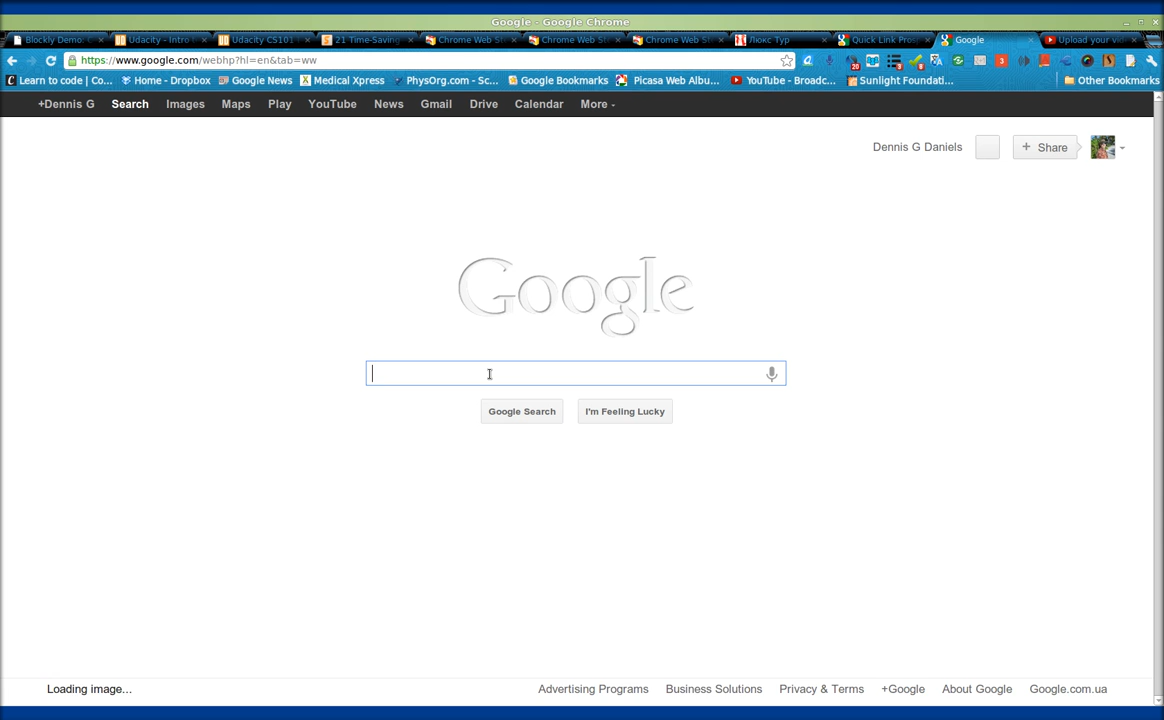 Google - Google Chrome
Blockly Demo: Udacity - Intro Udacity CS101 21 Time-Saving Chrome Web S Chrome Web S Chrome Web S Люкс Тур Quick Link Pros Google Upload your vi
https://www.google.com/webhp?hl=en&tab=ww
Learn to code | Co... Home - Dropbox Google News Medical Xpress PhysOrg.com - Sc... Google Bookmarks Picasa Web Albu... YouTube - Broadc... Sunlight Foundati... Other Bookmarks
+Dennis G Search Images Maps Play YouTube News Gmail Drive Calendar More
Dennis G Daniels + Share
Google
Google Search I'm Feeling Lucky
Loading image... Advertising Programs Business Solutions Privacy & Terms +Google About Google Google.com.ua